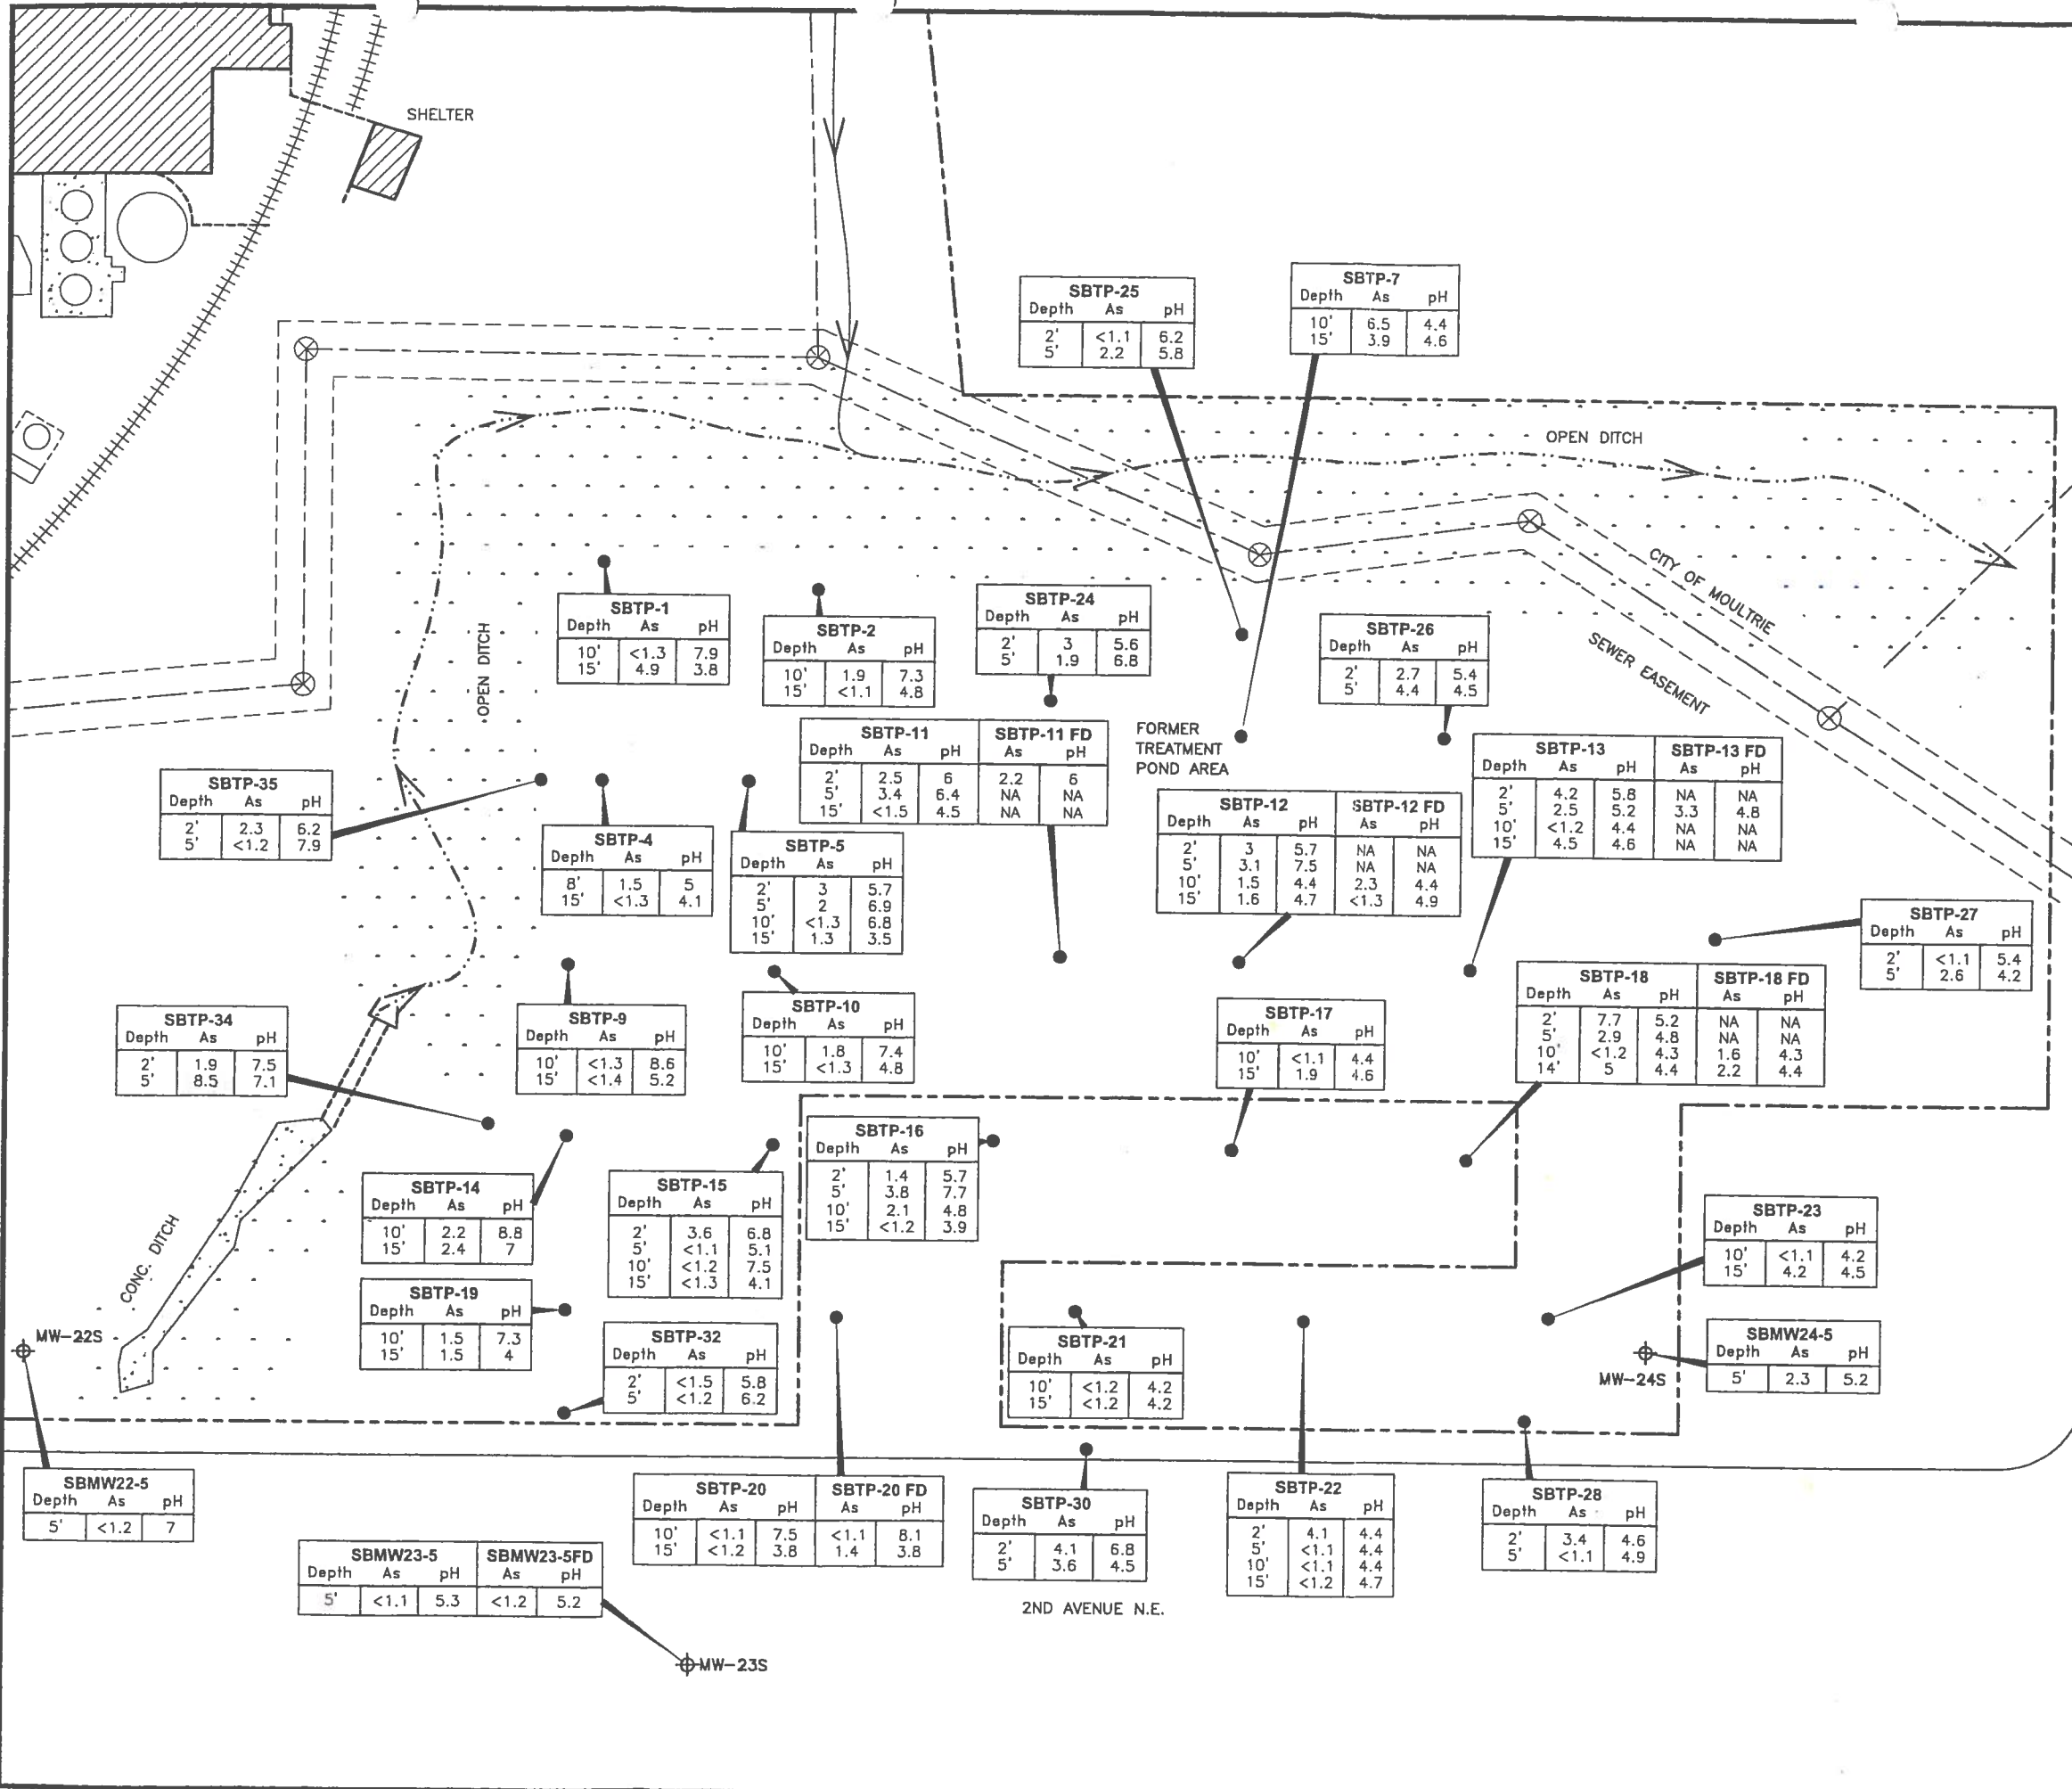 SHELTER
SBTP-25
Depth As pH
2' <1.1 6.2
5' 2.2 5.8
SBTP-7
Depth As pH
10' 6.5 4.4
15' 3.9 4.6
OPEN DITCH
CITY OF MOULTRIE
SEWER EASEMENT
OPEN DITCH
SBTP-1
Depth As pH
10' <1.3 7.9
15' 4.9 3.8
SBTP-2
Depth As pH
10' 1.9 7.3
15' <1.1 4.8
SBTP-24
Depth As pH
2' 3 5.6
5' 1.9 6.8
SBTP-26
Depth As pH
2' 2.7 5.4
5' 4.4 4.5
FORMER
TREATMENT
POND AREA
SBTP-11 SBTP-11 FD
Depth As pH As pH
2' 2.5 6 2.2 6
5' 3.4 6.4 NA NA
15' <1.5 4.5 NA NA
SBTP-13 SBTP-13 FD
Depth As pH As pH
2' 4.2 5.8 NA NA
5' 2.5 5.2 3.3 4.8
10' <1.2 4.4 NA NA
15' 4.5 4.6 NA NA
SBTP-35
Depth As pH
2' 2.3 6.2
5' <1.2 7.9
SBTP-12 SBTP-12 FD
Depth As pH As pH
2' 3 5.7 NA NA
5' 3.1 7.5 NA NA
10' 1.5 4.4 2.3 4.4
15' 1.6 4.7 <1.3 4.9
SBTP-4
Depth As pH
8' 1.5 5
15' <1.3 4.1
SBTP-5
Depth As pH
2' 3 5.7
5' 2 6.9
10' <1.3 6.8
15' 1.3 3.5
SBTP-27
Depth As pH
2' <1.1 5.4
5' 2.6 4.2
SBTP-18 SBTP-18 FD
Depth As pH As pH
2' 7.7 5.2 NA NA
5' 2.9 4.8 NA NA
10' <1.2 4.3 1.6 4.3
14' 5 4.4 2.2 4.4
SBTP-34
Depth As pH
2' 1.9 7.5
5' 8.5 7.1
SBTP-9
Depth As pH
10' <1.3 8.6
15' <1.4 5.2
SBTP-10
Depth As pH
10' 1.8 7.4
15' <1.3 4.8
SBTP-17
Depth As pH
10' <1.1 4.4
15' 1.9 4.6
SBTP-16
Depth As pH
2' 1.4 5.7
5' 3.8 7.7
10' 2.1 4.8
15' <1.2 3.9
SBTP-14
Depth As pH
10' 2.2 8.8
15' 2.4 7
SBTP-15
Depth As pH
2' 3.6 6.8
5' <1.1 5.1
10' <1.2 7.5
15' <1.3 4.1
SBTP-23
Depth As pH
10' <1.1 4.2
15' 4.2 4.5
CONC. DITCH
SBTP-19
Depth As pH
10' 1.5 7.3
15' 1.5 4
MW-22S
SBTP-32
Depth As pH
2' <1.5 5.8
5' <1.2 6.2
SBTP-21
Depth As pH
10' <1.2 4.2
15' <1.2 4.2
MW-24S
SBMW24-5
Depth As pH
5' 2.3 5.2
SBMW22-5
Depth As pH
5' <1.2 7
SBTP-20 SBTP-20 FD
Depth As pH As pH
10' <1.1 7.5 <1.1 8.1
15' <1.2 3.8 1.4 3.8
SBTP-30
Depth As pH
2' 4.1 6.8
5' 3.6 4.5
SBTP-22
Depth As pH
2' 4.1 4.4
5' <1.1 4.4
10' <1.1 4.4
15' <1.2 4.7
SBTP-28
Depth As pH
2' 3.4 4.6
5' <1.1 4.9
SBMW23-5 SBMW23-5FD
Depth As pH As pH
5' <1.1 5.3 <1.2 5.2
2ND AVENUE N.E.
MW-23S